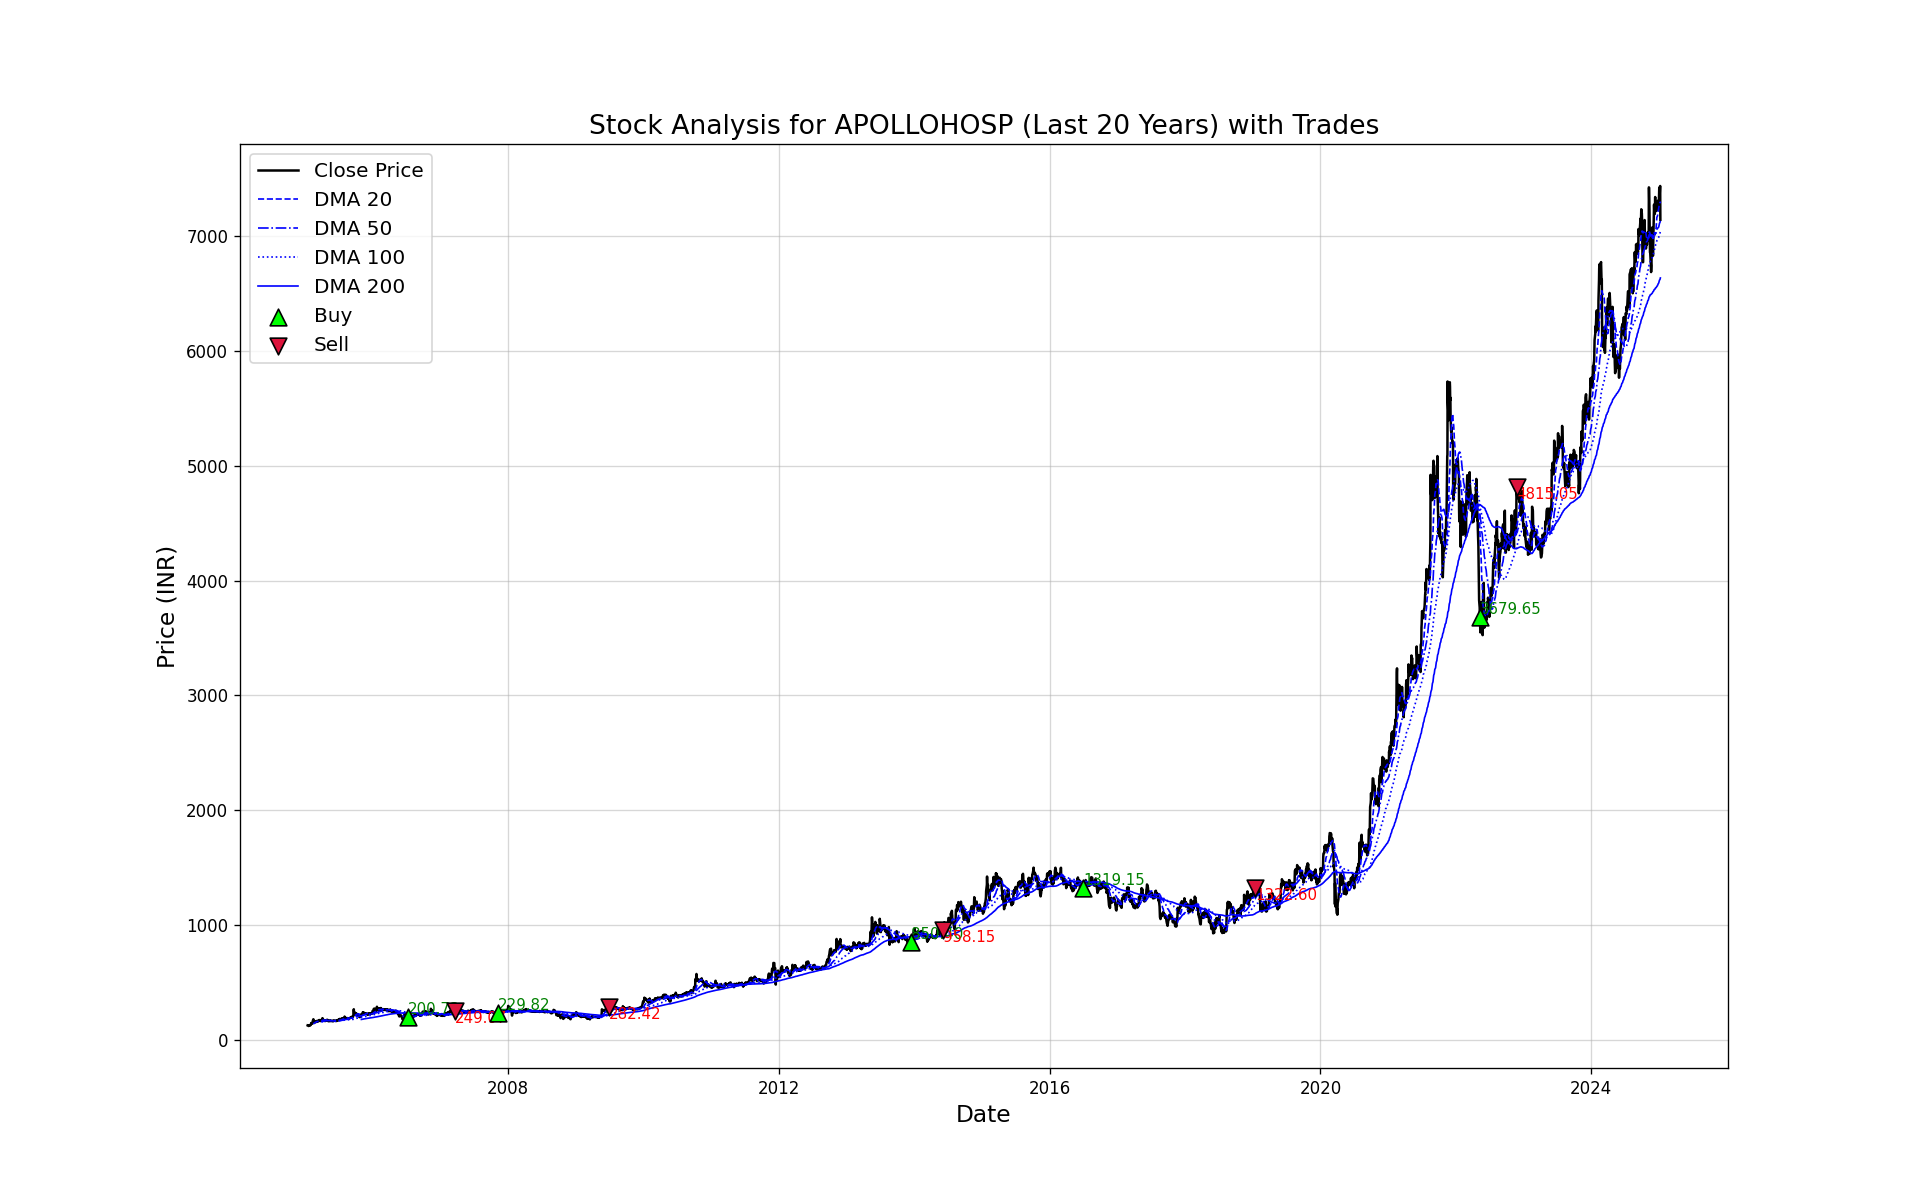 Stock Analysis for APOLLOHOSP (Last 20 Years) with Trades
Close Price
DMA 20
DMA 50
DMA 100
DMA 200
Buy
Sell
Price (INR)
7000
6000
5000
4000
3000
2000
1000
0
4815.05
3679.65
1319.15
958.15
229.82
282.42
2008
2012
2016
2020
2024
Date